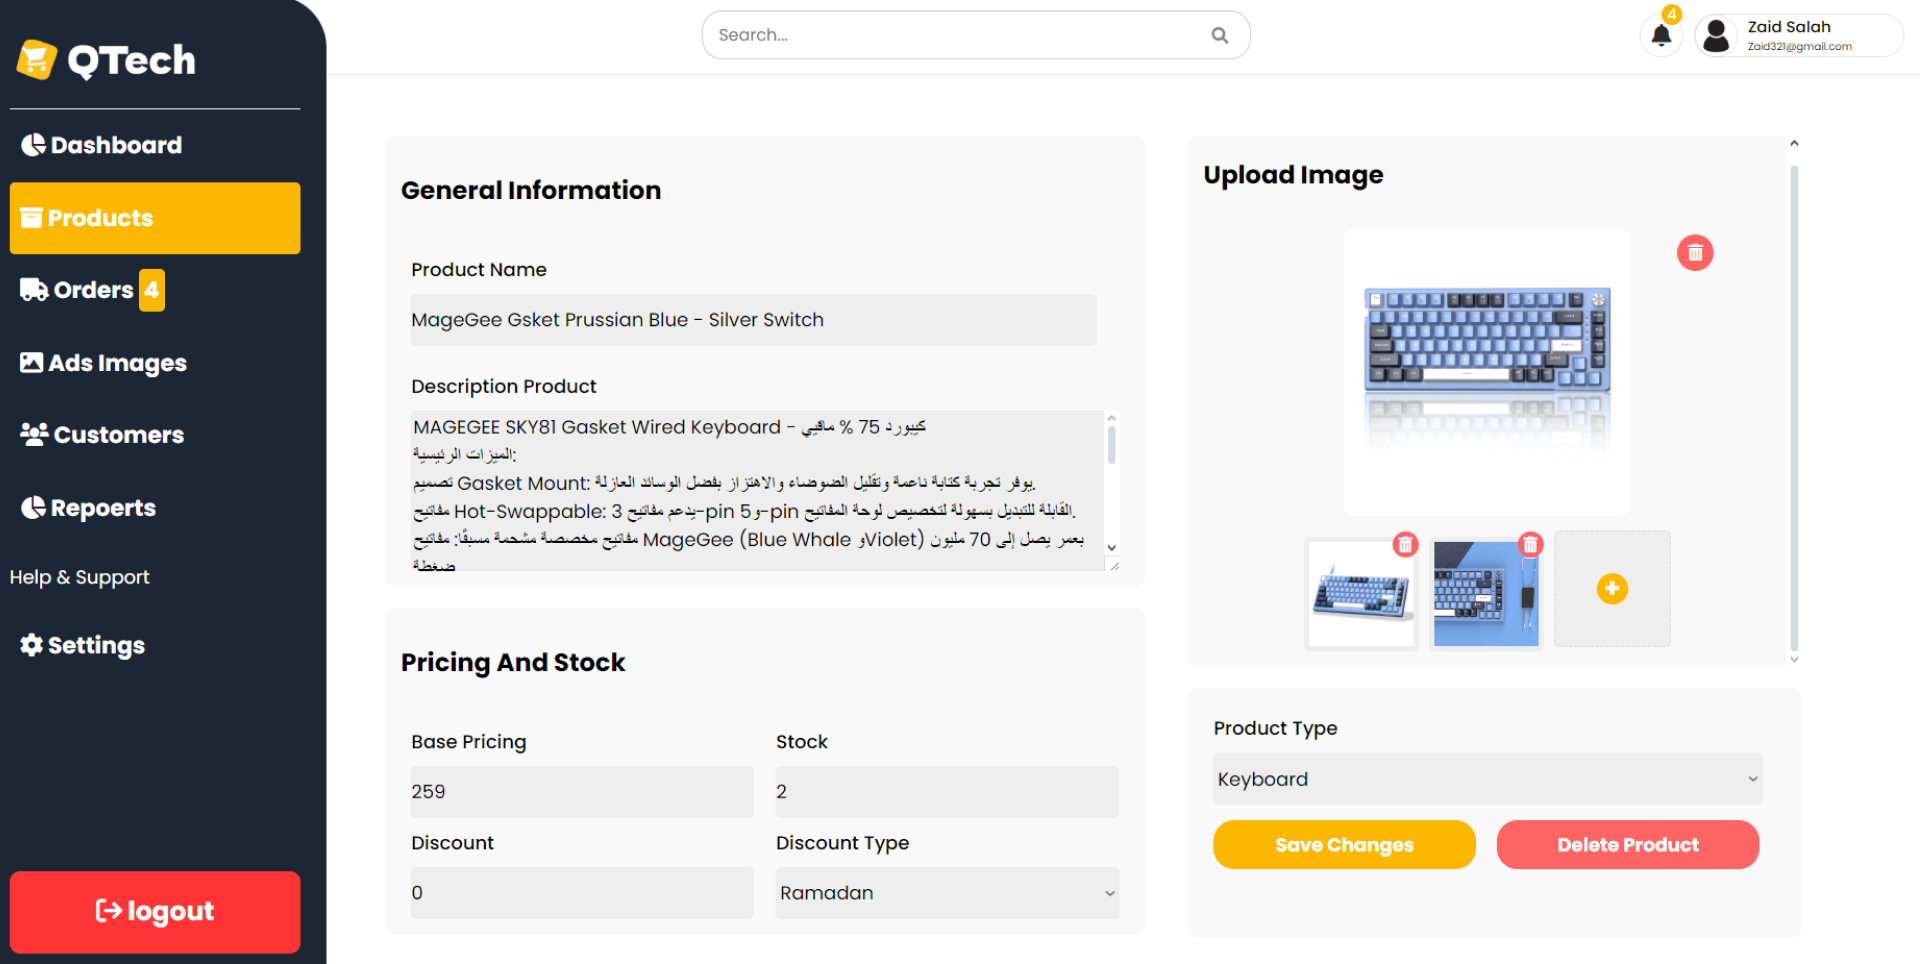 QTech
Search...
4
Zaid Salah
Zaid321@gmail.com
Dashboard
Products
Orders 4
Ads Images
Customers
Repoerts
Help & Support
Settings
logout
General Information
Product Name
MageGee Gsket Prussian Blue - Silver Switch
Description Product
MAGEGEE SKY81 Gasket Wired Keyboard - كيبورد 75 % ماقيي
الميزات الرئيسية:
تصميم Gasket Mount: يوفر تجربة كتابة ناعمة وتقليل الضوضاء والاهتزاز بفضل الوسائد العازلة.
مفاتيح Hot-Swappable: يدعم مفاتيح 3-pin و5-pin القابلة للتبديل بسهولة لتخصيص لوحة المفاتيح.
مفاتيح مخصصة مشحمة مسبقًا: مفاتيح MageGee (Blue Whale وViolet) بعمر يصل إلى 70 مليون
ضغطة
Pricing And Stock
Base Pricing
Stock
259
2
Discount
Discount Type
0
Ramadan
Upload Image
Product Type
Keyboard
Save Changes
Delete Product